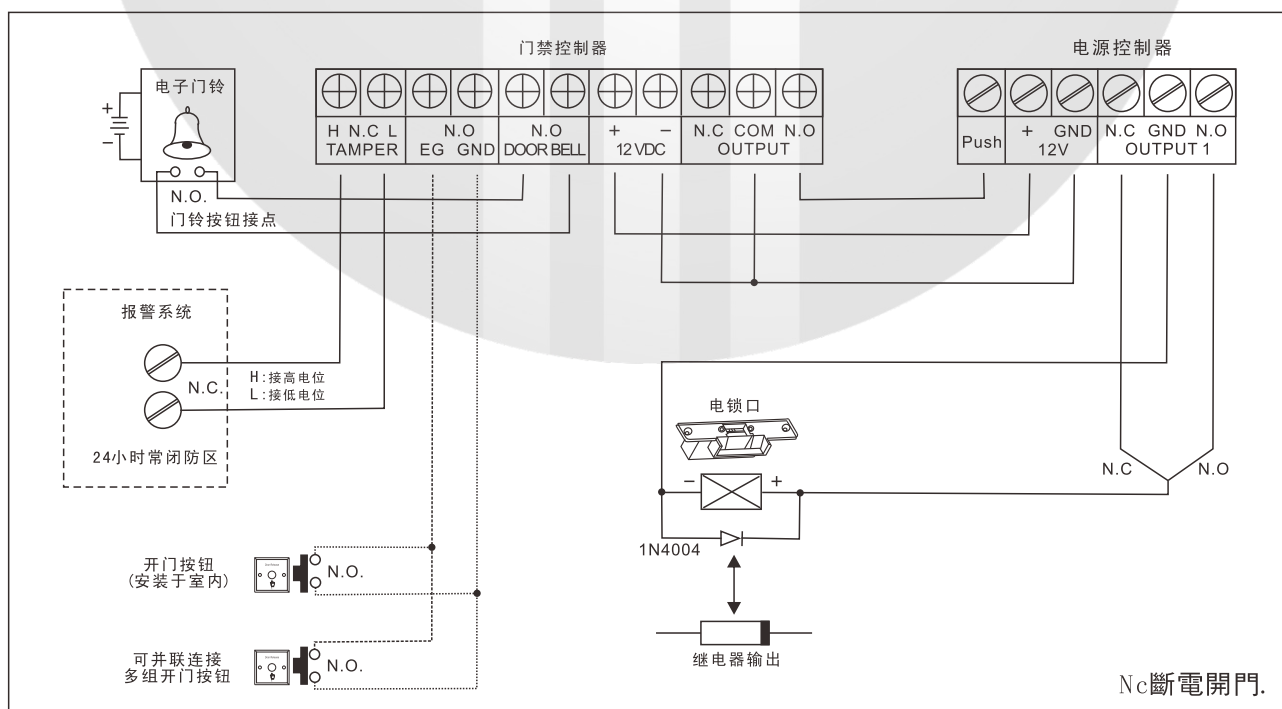 门禁控制器
电源控制器
电子门铃
+
−
H N.C L
TAMPER
N.O
EG GND
N.O
DOOR BELL
+ −
12 VDC
N.C COM N.O
OUTPUT
Push
+ GND
12V
N.C GND N.O
OUTPUT 1
N.O.
门铃按钮接点
报警系统
N.C.
H:接高电位
L:接低电位
24小时常闭防区
电锁口
N.C
N.O
− +
1N4004
开门按钮
(安装于室内)
N.O.
可并联连接
多组开门按钮
N.O.
继电器输出
Nc斷電開門.